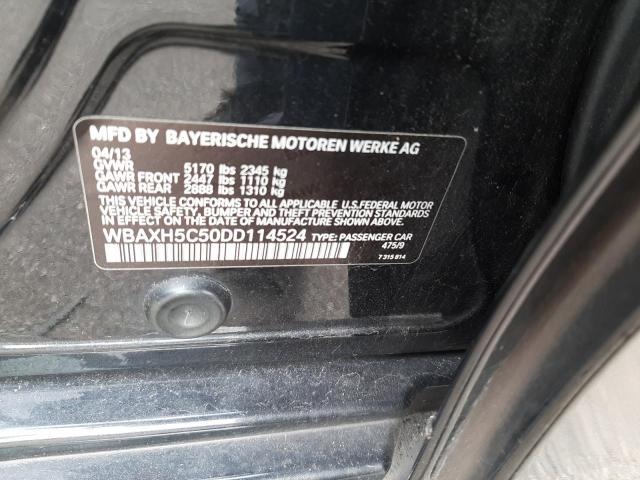 MFD BY BAYERISCHE MOTOREN WERKE AG
04/13
GVWR 5170 lbs 2345 kg
GAWR FRONT 2447 lbs 1110 kg
GAWR REAR 2888 lbs 1310 kg
THIS VEHICLE CONFORMS TO ALL APPLICABLE U.S.FEDERAL MOTOR
VEHICLE SAFETY, BUMPER, AND THEFT PREVENTION STANDARDS
IN EFFECT ON THE DATE OF MANUFACTURE SHOWN ABOVE.
WBAXH5C50DD114524 TYPE: PASSENGER CAR
475/9
7 315 814